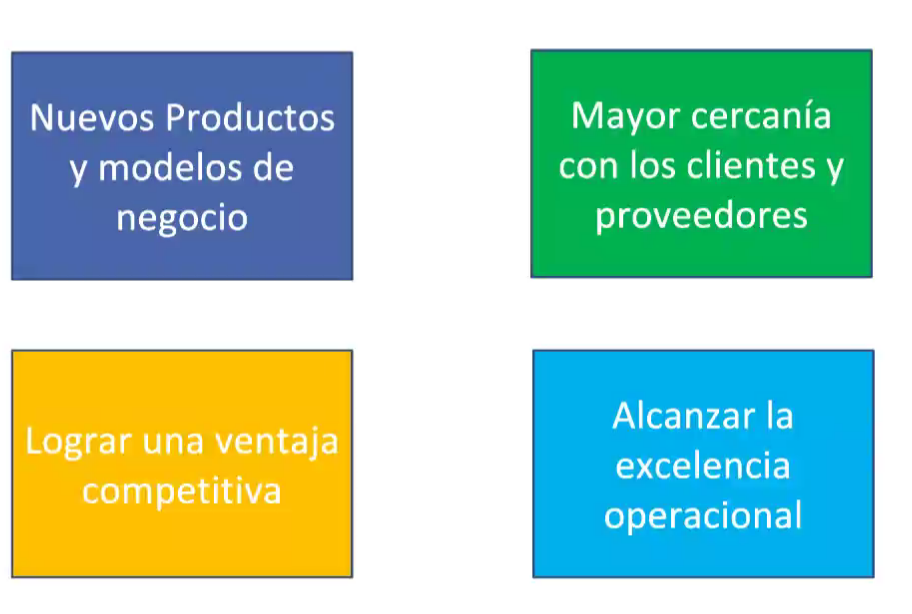 Nuevos Productos
y modelos de
negocio
Mayor cercanía
con los clientes y
proveedores
Lograr una ventaja
competitiva
Alcanzar la
excelencia
operacional